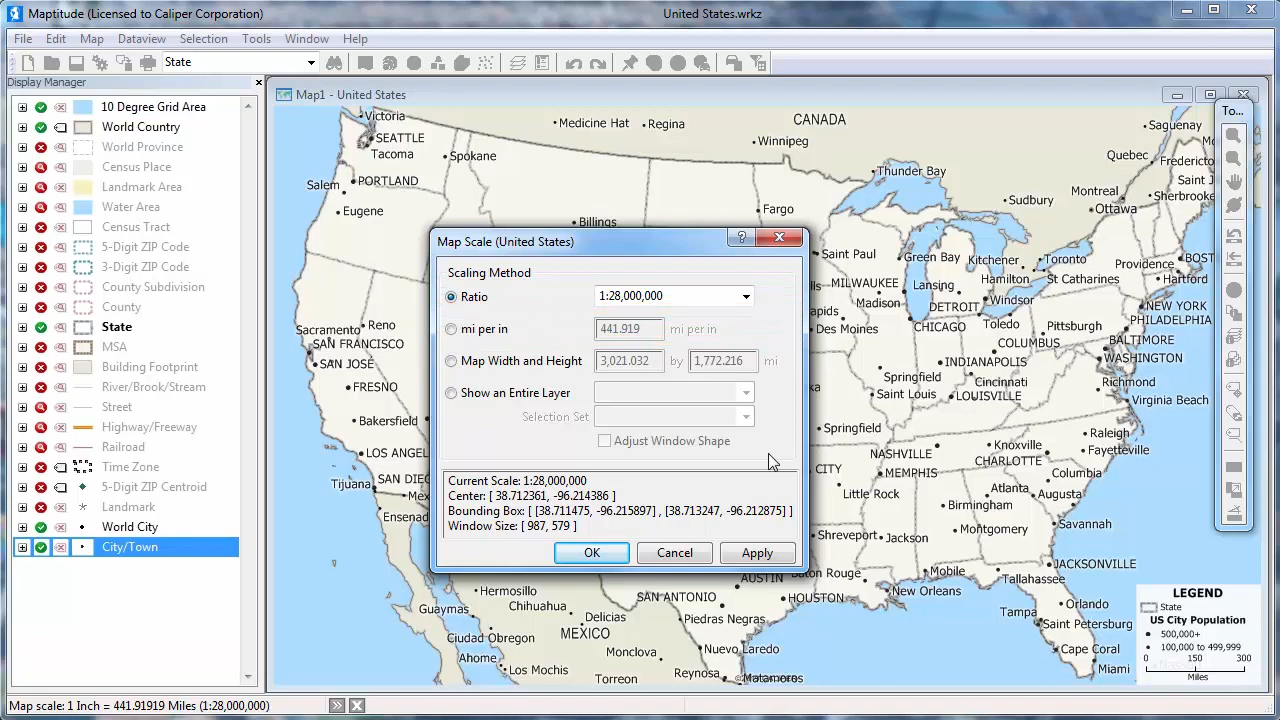 Maptitude (Licensed to Caliper Corporation)
United States.wrkz
File Edit Map Dataview Selection Tools Window Help
State
Display Manager
10 Degree Grid Area
World Country
World Province
Census Place
Landmark Area
Water Area
Census Tract
5-Digit ZIP Code
3-Digit ZIP Code
County Subdivision
County
State
MSA
Building Footprint
River/Brook/Stream
Street
Highway/Freeway
Railroad
Time Zone
5-Digit ZIP Centroid
Landmark
World City
City/Town
Map1 - United States
To...
Victoria
SEATTLE
Tacoma
Spokane
Salem
PORTLAND
Eugene
Medicine Hat
Regina
CANADA
Winnipeg
Saguenay
Quebec
Fredericto
Thunder Bay
Saint J
Montreal
Sherbrooke
Sudbury
Ottawa
Billings
Fargo
Saint Paul
Green Bay
Kitchener
Toronto
BOST
Providence
Hamilton
St Catharines
Hartford
MILWAUKEE
Lansing
Madison
DETROIT
Windsor
NEW YORK
PHILADELPHIA
apids
Des Moines
CHICAGO
Toledo
Pittsburgh
COLUMBUS
BALTIMORE
WASHINGTON
INDIANAPOLIS
Springfield
Cincinnati
Richmond
Saint Louis
LOUISVILLE
Virginia Beach
Springfield
Raleigh
Knoxville
Fayetteville
NASHVILLE
CHARLOTTE
CITY
MEMPHIS
Columbia
Little Rock
Atlanta
Augusta
Birmingham
Savannah
Montgomery
Shreveport
Jackson
JACKSONVILLE
Mobile
Tallahassee
Baton Rouge
New Orleans
AUSTIN
HOUSTON
Orlando
Tampa
Saint Petersburg
Cape Coral
Miami
Sacramento
Reno
SAN FRANCISCO
SAN JOSÉ
FRESNO
Bakersfield
LOS ANGEL
SAN DIEG
Tijuana
Mex
Ensenad
Hermosillo
Chihuahua
Guaymas
Delicias
SAN ANTONIO
Piedras Negras
Ciudad Obregon
MEXICO
Monclova
Nuevo Laredo
Ahome
Los Mochis
Torreon
Reynosa
Matamoros
Map Scale (United States)
Scaling Method
Ratio 1:28,000,000
mi per in 441.919 mi per in
Map Width and Height 3,021.032 by 1,772.216 mi
Show an Entire Layer
Selection Set
Adjust Window Shape
Current Scale: 1:28,000,000
Center: [ 38.712361, -96.214386 ]
Bounding Box: [ [38.711475, -96.215897] , [38.713247, -96.212875] ]
Window Size: [ 987, 579 ]
OK Cancel Apply
LEGEND
State
US City Population
500,000+
100,000 to 499,999
0 150 300
Miles
Map scale: 1 Inch = 441.91919 Miles (1:28,000,000)